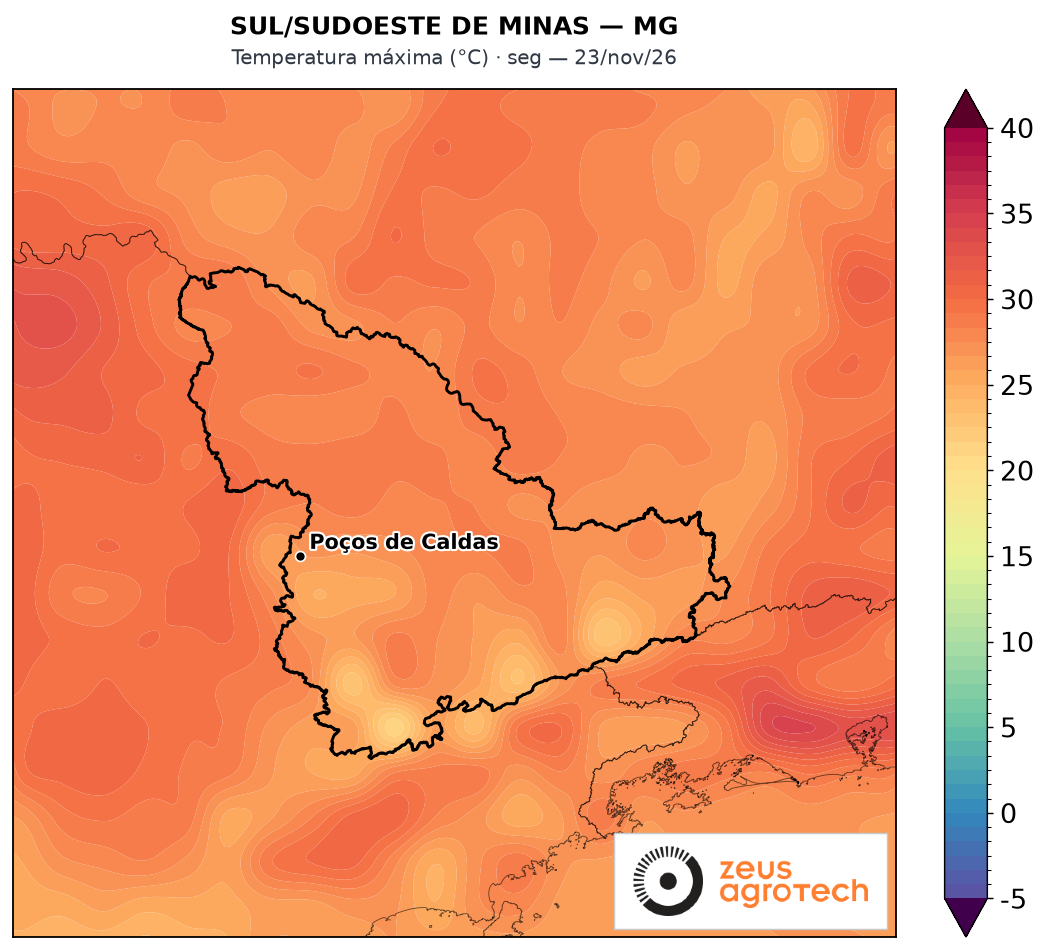 SUL/SUDOESTE DE MINAS — MG
Temperatura máxima (°C) · seg — 23/nov/26
40
35
30
25
20
15
10
5
0
-5
Poços de Caldas
zeus
agrotech